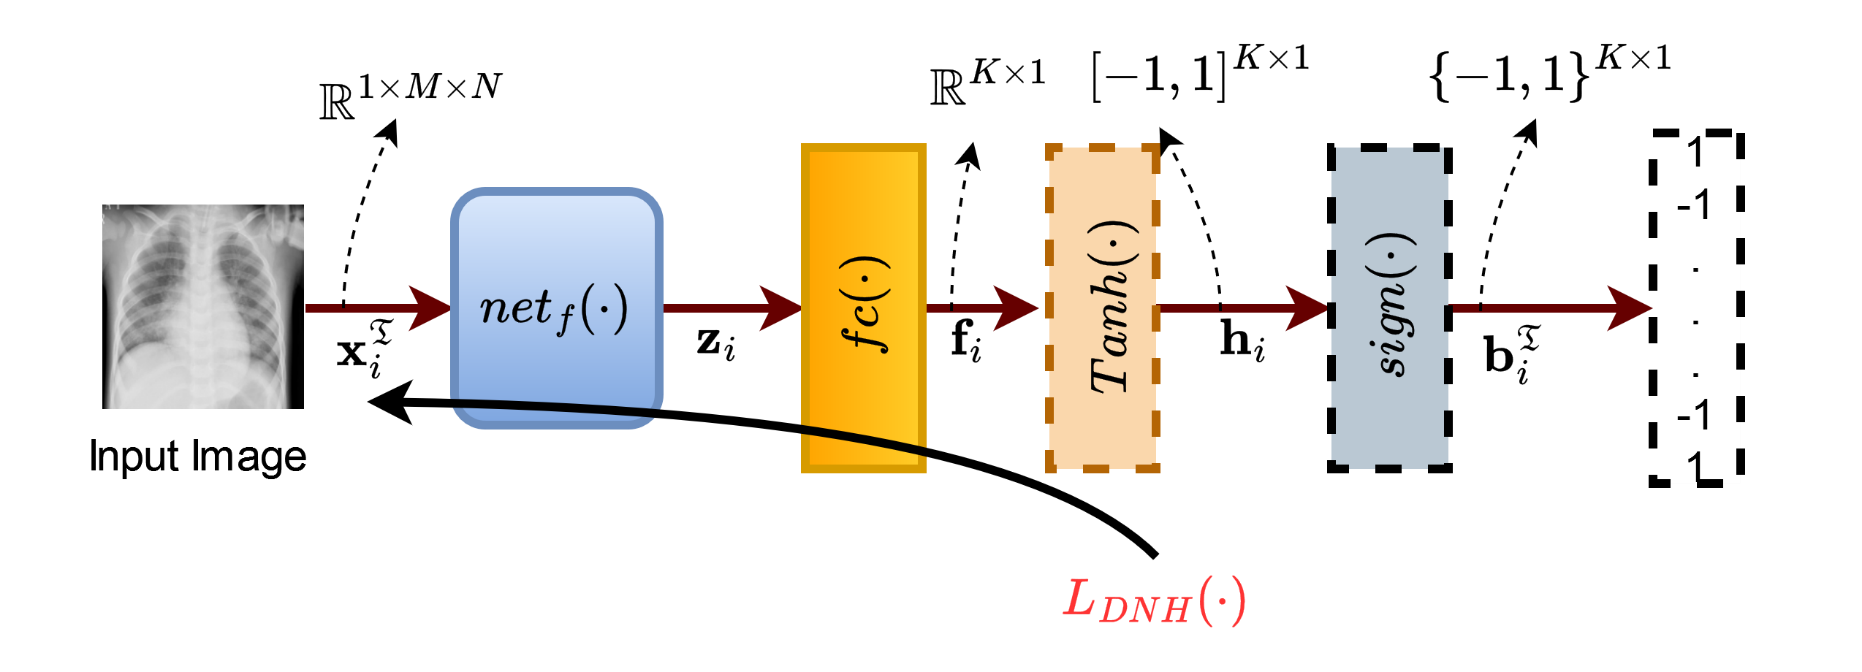 ℝ^{1×M×N}
ℝ^{K×1}
[−1, 1]^{K×1}
{−1, 1}^{K×1}
net_f(·)
fc(·)
Tanh(·)
sign(·)
𝐱_i^𝔗
𝐳_i
𝐟_i
𝐡_i
𝐛_i^𝔗
1
-1
.
.
.
-1
1
Input Image
L_{DNH}(·)